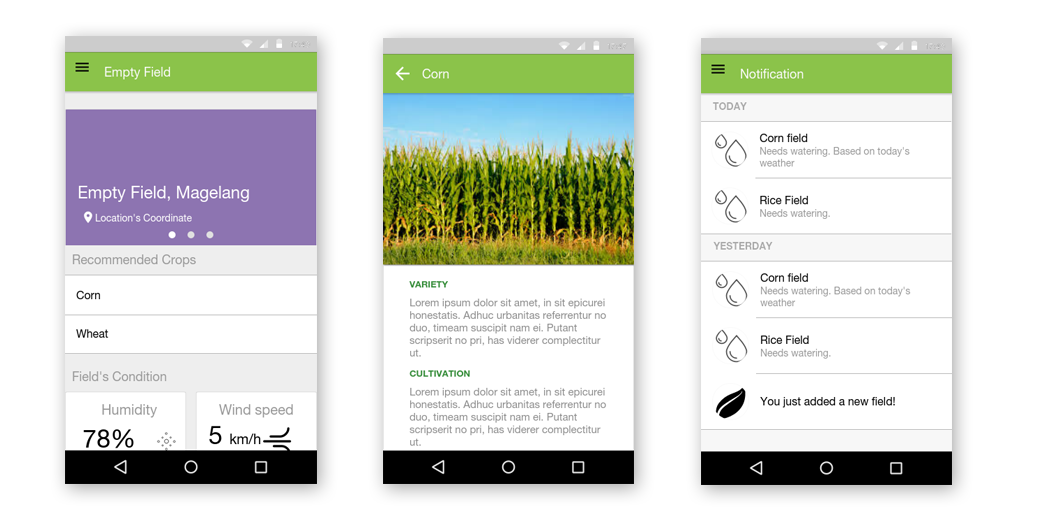 Empty Field
Empty Field, Magelang
Location's Coordinate
Recommended Crops
Corn
Wheat
Field's Condition
Humidity
78%
Wind speed
5 km/h
Corn
VARIETY
Lorem ipsum dolor sit amet, in sit epicurei
honestatis. Adhuc urbanitas referrentur no
duo, timeam suscipit nam ei. Putant
scripserit no pri, has viderer complectitur
ut.
CULTIVATION
Lorem ipsum dolor sit amet, in sit epicurei
honestatis. Adhuc urbanitas referrentur no
duo, timeam suscipit nam ei. Putant
scripserit no pri, has viderer complectitur
ut.
Notification
TODAY
Corn field
Needs watering. Based on today's
weather
Rice Field
Needs watering.
YESTERDAY
Corn field
Needs watering. Based on today's
weather
Rice Field
Needs watering.
You just added a new field!